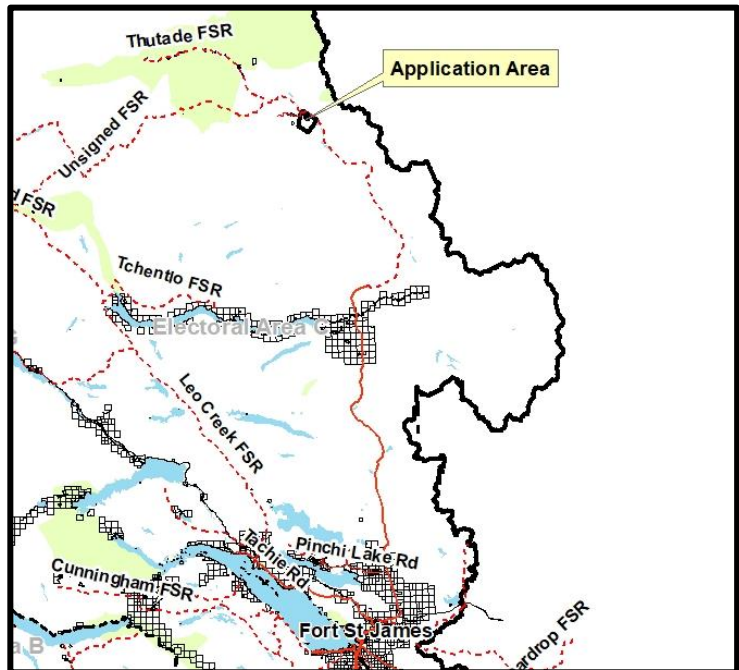 Thutade FSR
Application Area
Unsigned FSR
FSR
Tchentlo FSR
Electoral Area C
Leo Creek FSR
Pinchi Lake Rd
Tachie Rd
Cunningham FSR
Fort St James
ardrop FSR
a B